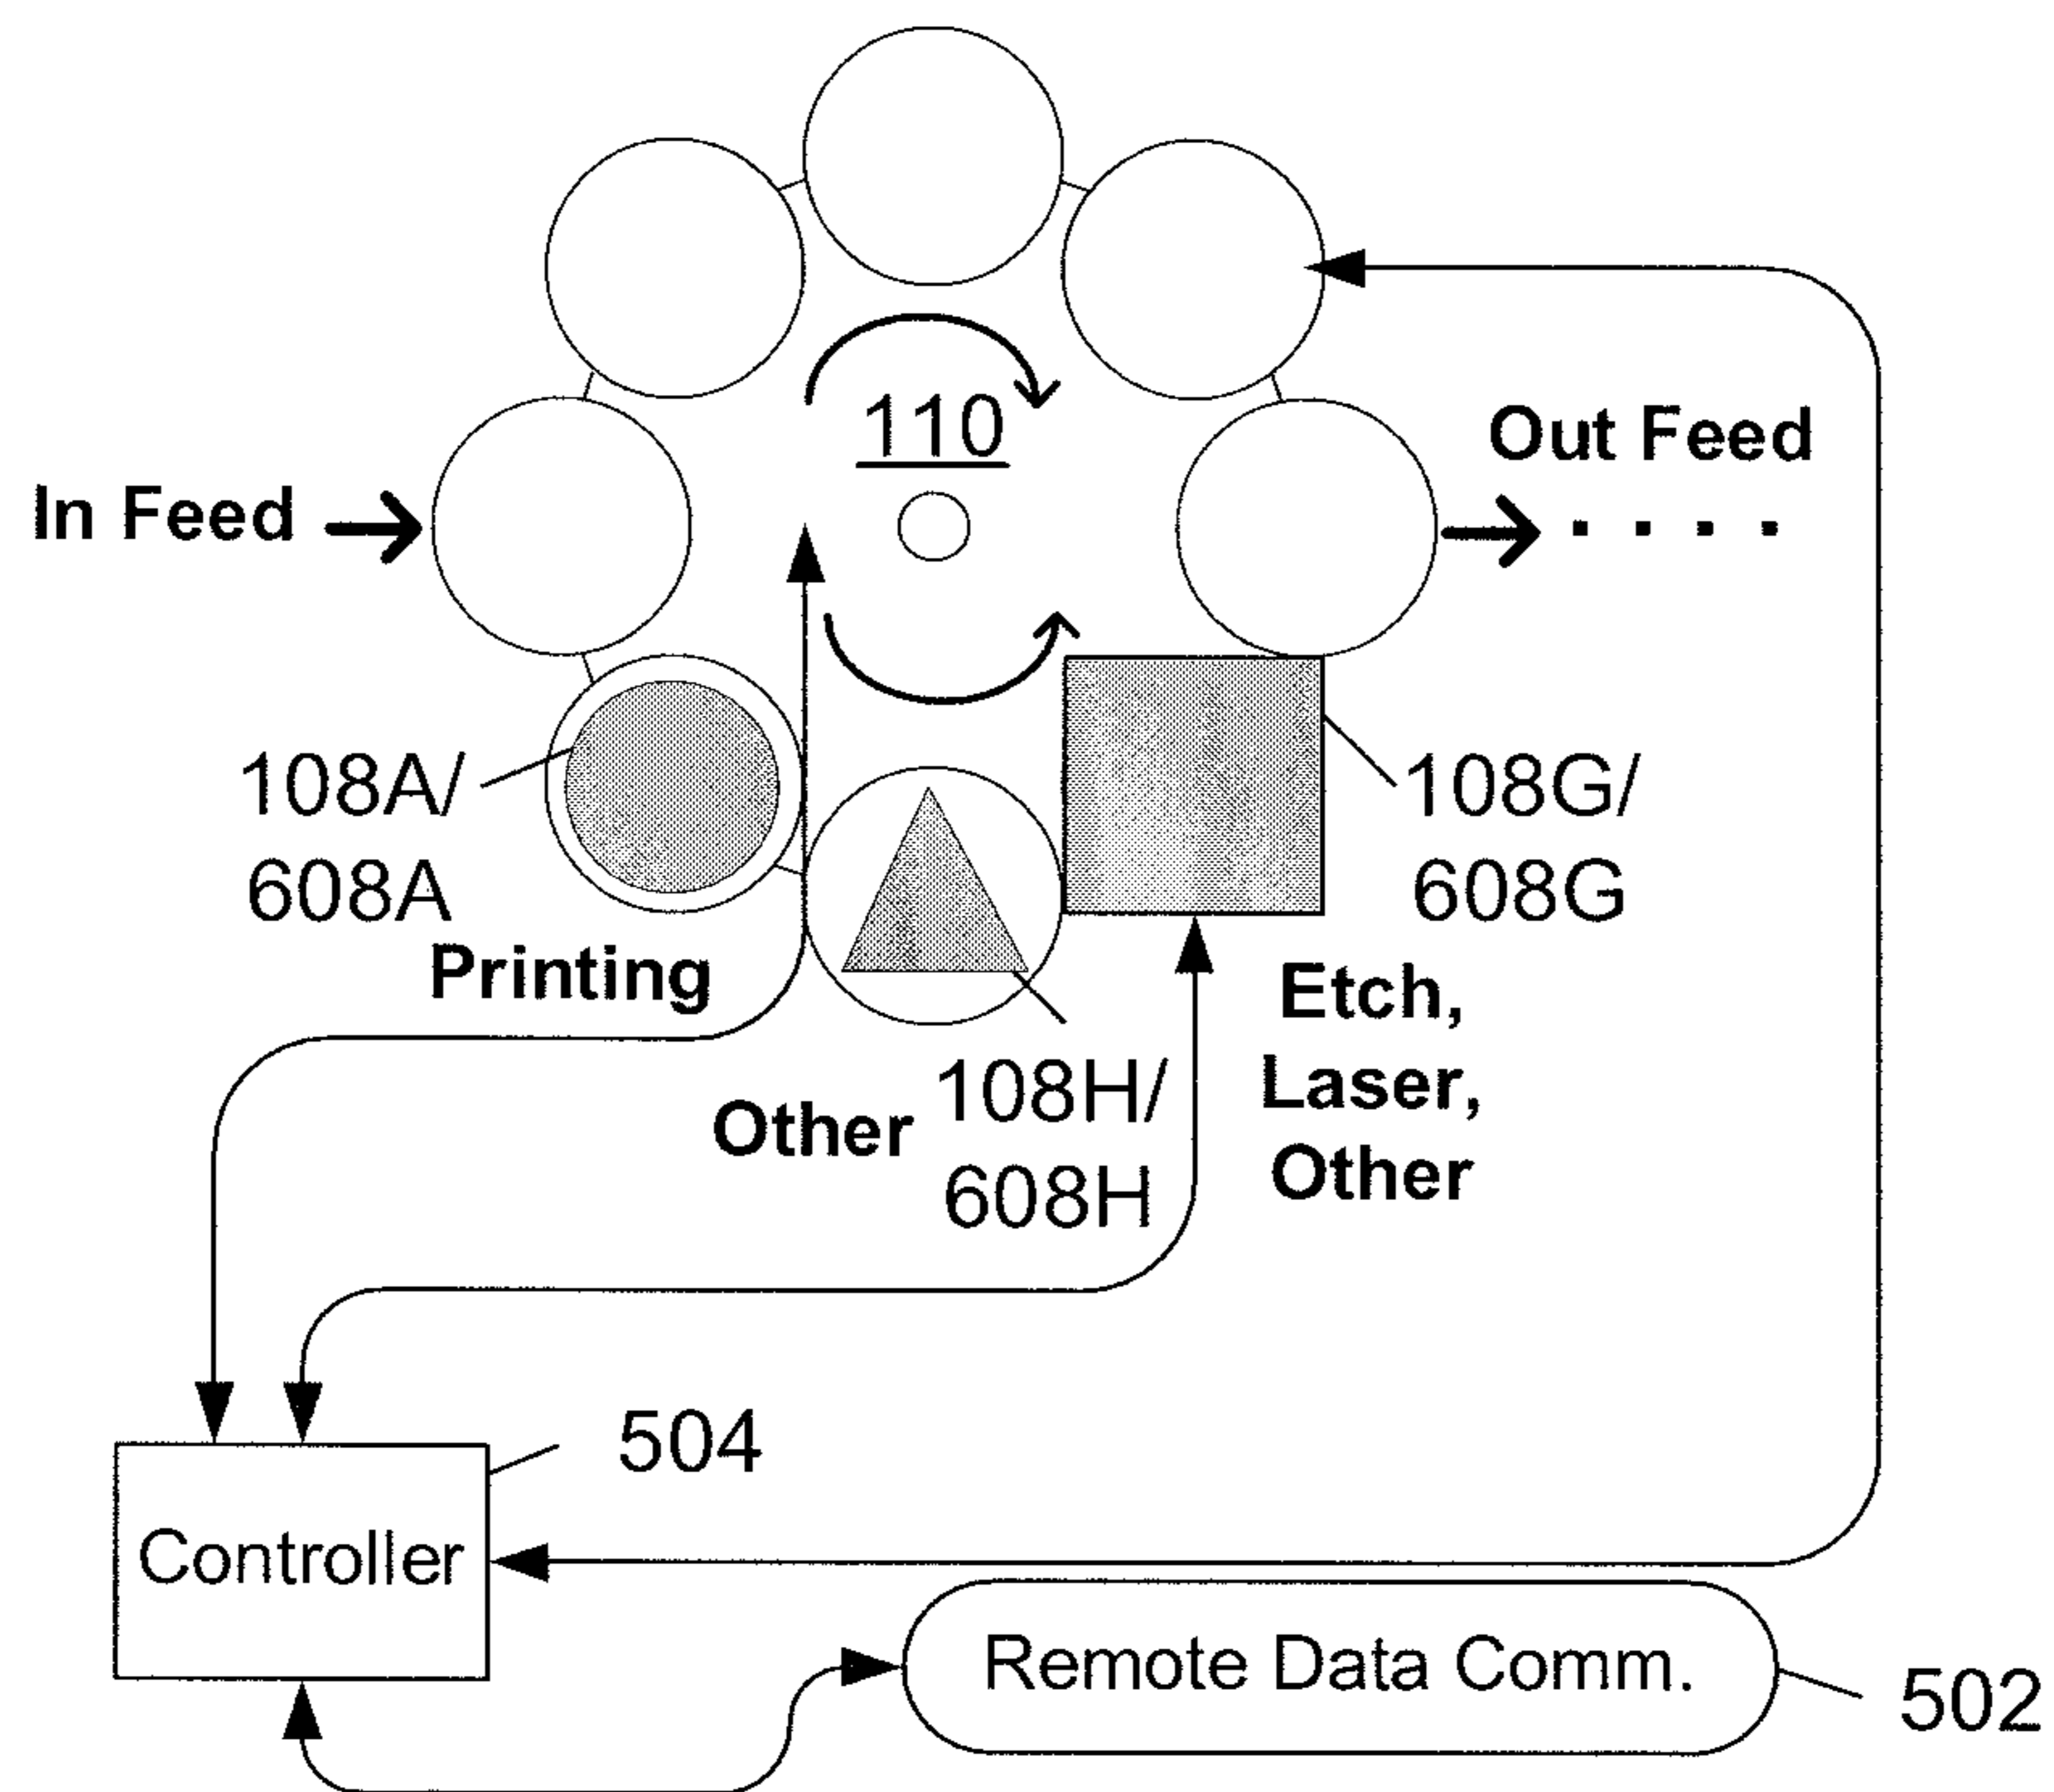 110
Out Feed
In Feed
108A/
608A
108G/
608G
Printing
Etch,
Laser,
Other
Other
108H/
608H
504
Controller
Remote Data Comm.
502